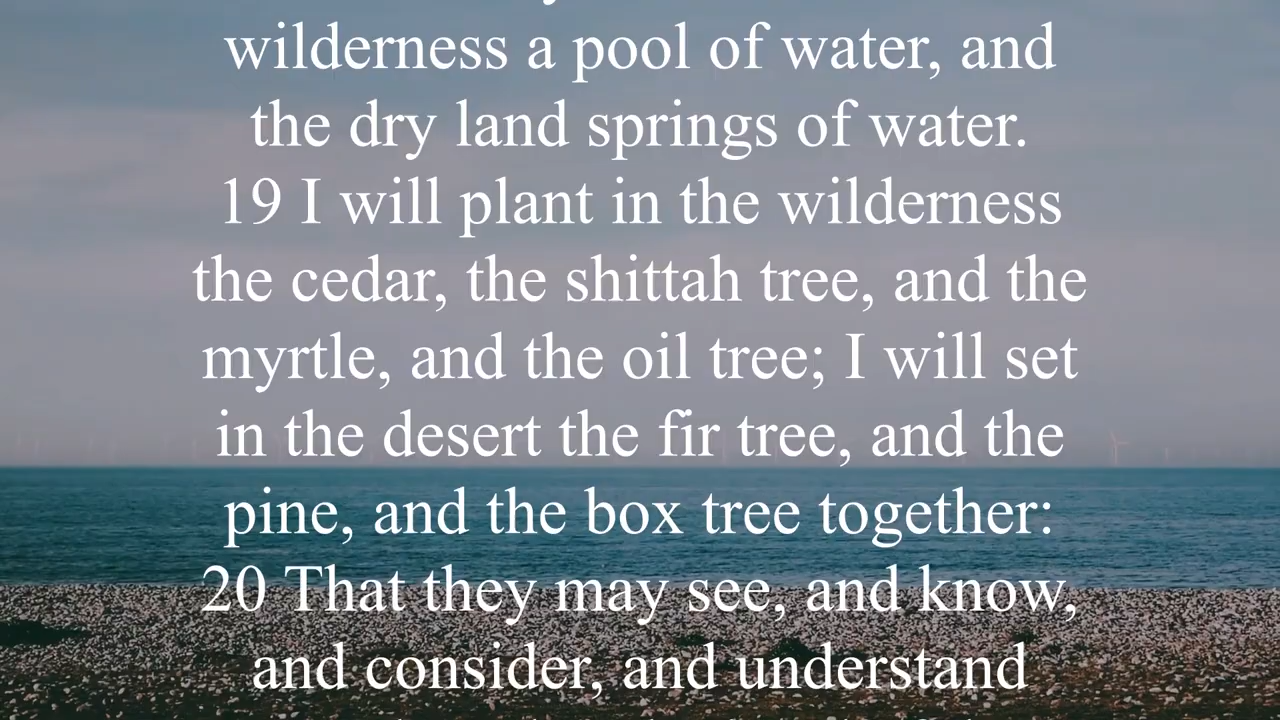 wilderness a pool of water, and
the dry land springs of water.
19 I will plant in the wilderness
the cedar, the shittah tree, and the
myrtle, and the oil tree; I will set
in the desert the fir tree, and the
pine, and the box tree together:
20 That they may see, and know,
and consider, and understand